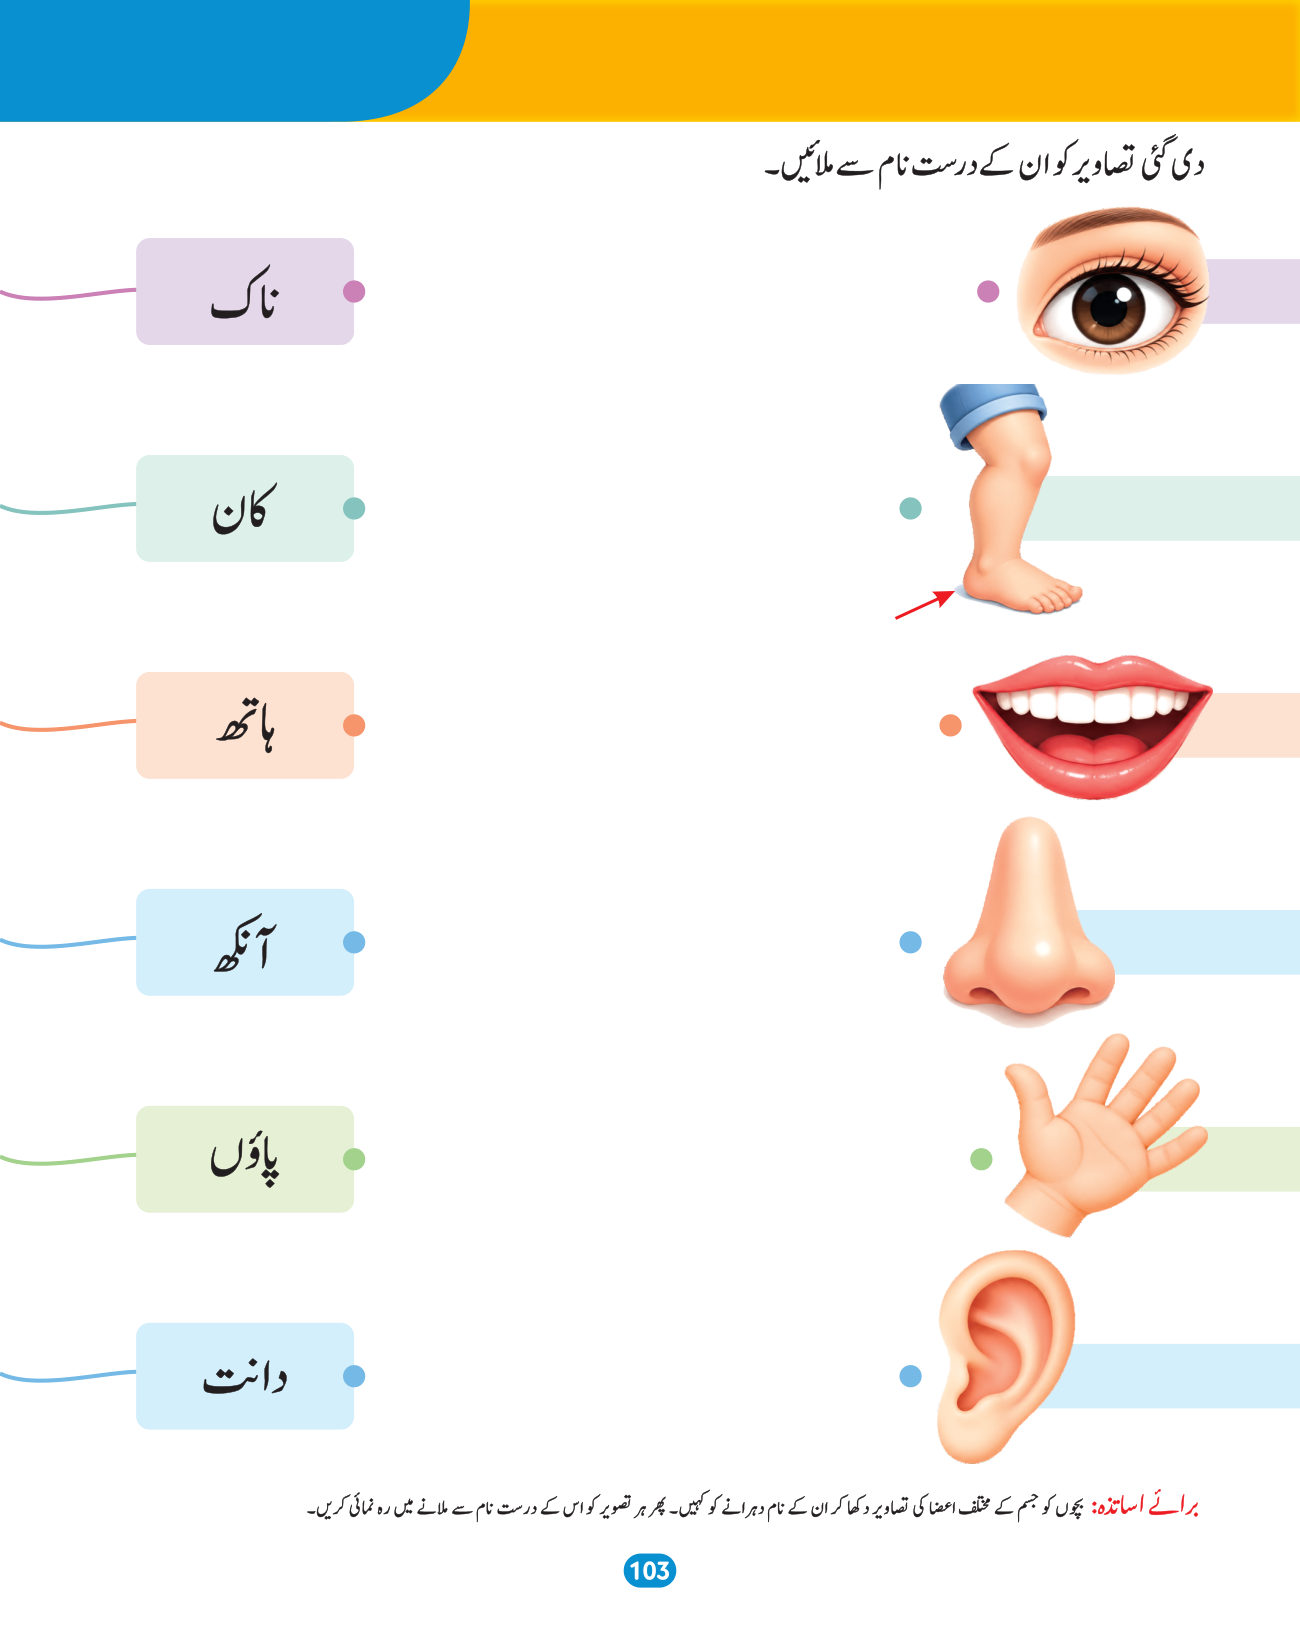 دی گئی تصاویر کو ان کے درست نام سے ملائیں۔
ناک
کان
ہاتھ
آنکھ
پاؤں
دانت
برائے اساتذہ: بچوں کو جسم کے مختلف اعضا کی تصاویر دکھا کر ان کے نام دہرانے کو کہیں۔ پھر ہر تصویر کو اس کے درست نام سے ملانے میں رہ نمائی کریں۔
103